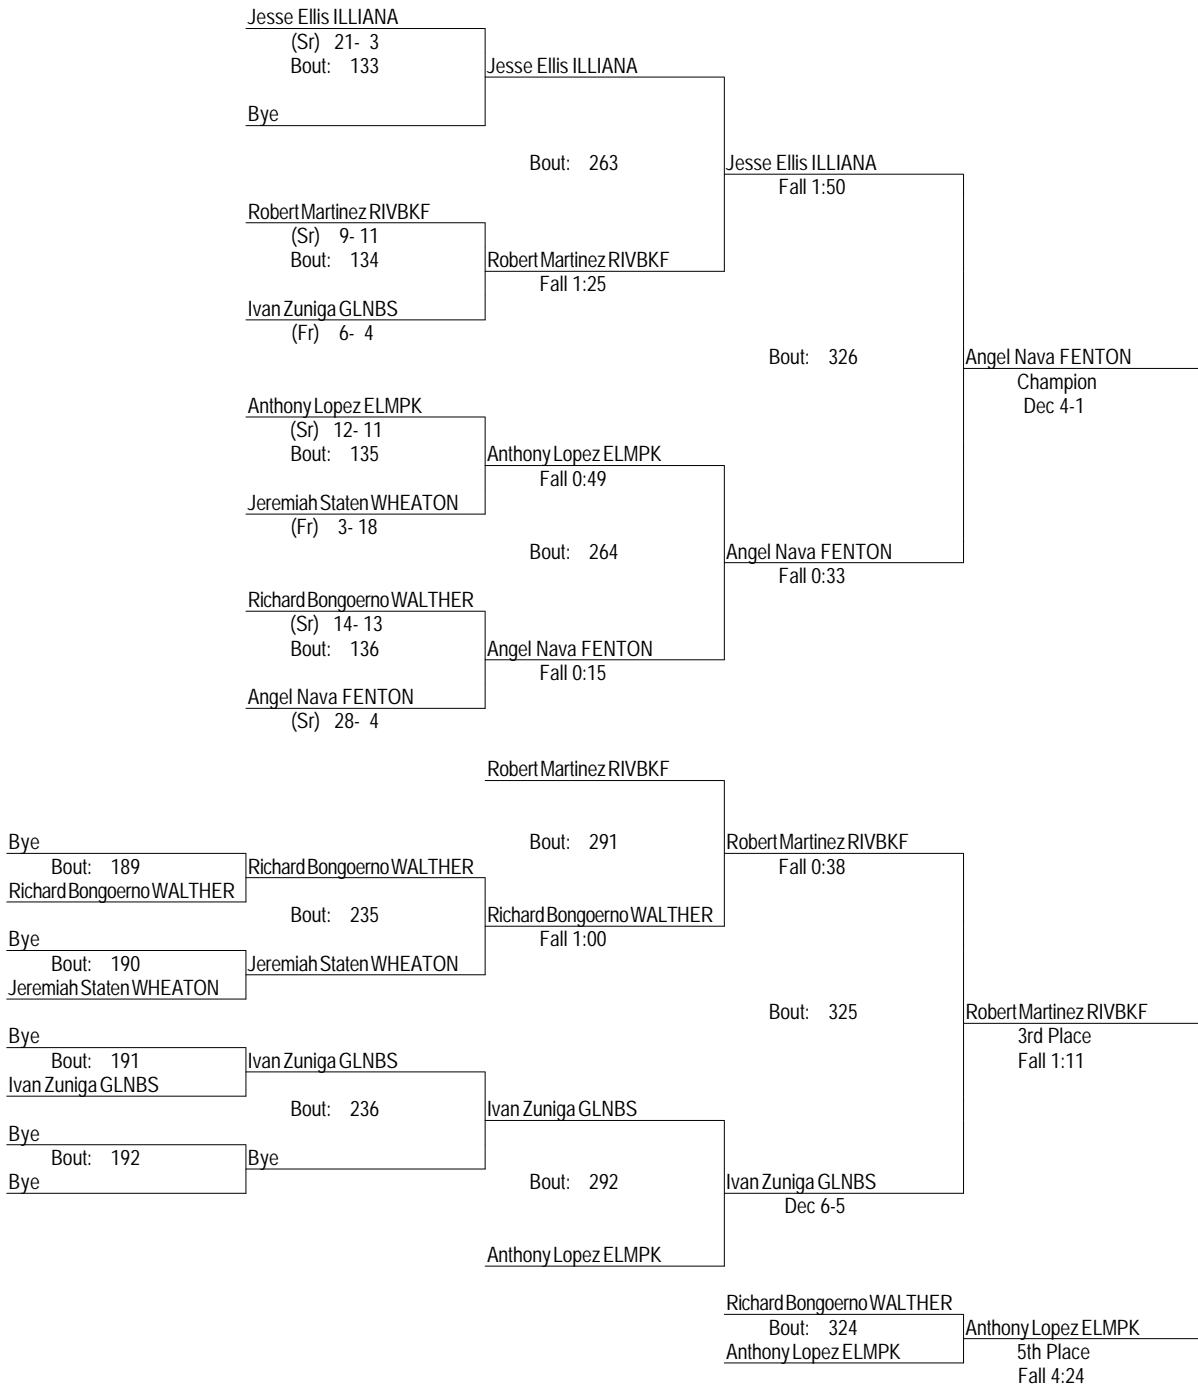 Jesse Ellis ILLIANA
(Sr) 21- 3
Bout: 133
Jesse Ellis ILLIANA
Bye
Bout: 263
Jesse Ellis ILLIANA
Fall 1:50
Robert Martinez RIVBKF
(Sr) 9- 11
Bout: 134
Robert Martinez RIVBKF
Fall 1:25
Ivan Zuniga GLNBS
(Fr) 6- 4
Bout: 326
Angel Nava FENTON
Champion
Dec 4-1
Anthony Lopez ELMPK
(Sr) 12- 11
Bout: 135
Anthony Lopez ELMPK
Fall 0:49
Jeremiah Staten WHEATON
(Fr) 3- 18
Bout: 264
Angel Nava FENTON
Fall 0:33
Richard Bongoerno WALTHER
(Sr) 14- 13
Bout: 136
Angel Nava FENTON
Fall 0:15
Angel Nava FENTON
(Sr) 28- 4
Robert Martinez RIVBKF
Bout: 291
Robert Martinez RIVBKF
Fall 0:38
Bye
Bout: 189
Richard Bongoerno WALTHER
Richard Bongoerno WALTHER
Bout: 235
Richard Bongoerno WALTHER
Fall 1:00
Bye
Bout: 190
Jeremiah Staten WHEATON
Jeremiah Staten WHEATON
Bout: 325
Robert Martinez RIVBKF
3rd Place
Fall 1:11
Bye
Bout: 191
Ivan Zuniga GLNBS
Ivan Zuniga GLNBS
Bout: 236
Ivan Zuniga GLNBS
Bye
Bout: 192
Bye
Bye
Bout: 292
Ivan Zuniga GLNBS
Dec 6-5
Anthony Lopez ELMPK
Richard Bongoerno WALTHER
Bout: 324
Anthony Lopez ELMPK
Anthony Lopez ELMPK
5th Place
Fall 4:24